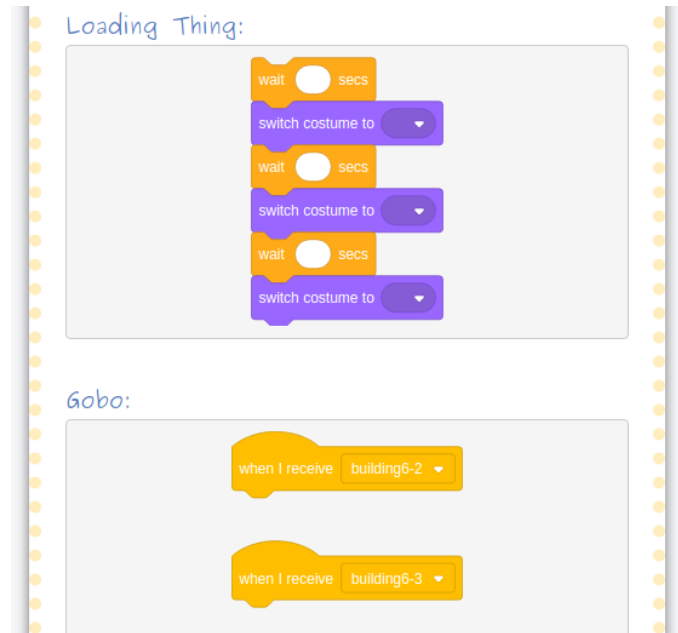 Loading Thing:
wait secs
switch costume to
wait secs
switch costume to
wait secs
switch costume to
Gobo:
when I receive building6-2
when I receive building6-3